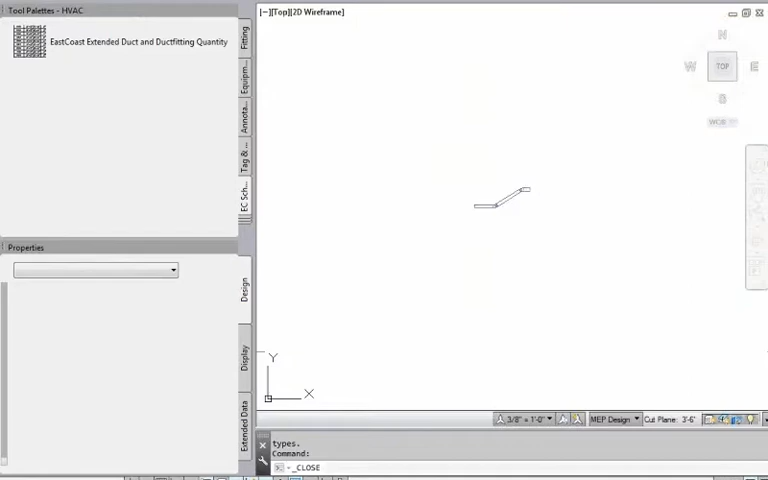 Tool Palettes - HVAC
EastCoast Extended Duct and Ductfitting Quantity
Fitting
Equipm...
Annota...
Tag & ...
EC Sch...
Properties
Design
Display
Extended Data
[−][Top][2D Wireframe]
N
W
TOP
E
S
WCS
Y
X
3/8" = 1'-0"
MEP Design
Cut Plane: 3'-6"
types.
Command:
_CLOSE